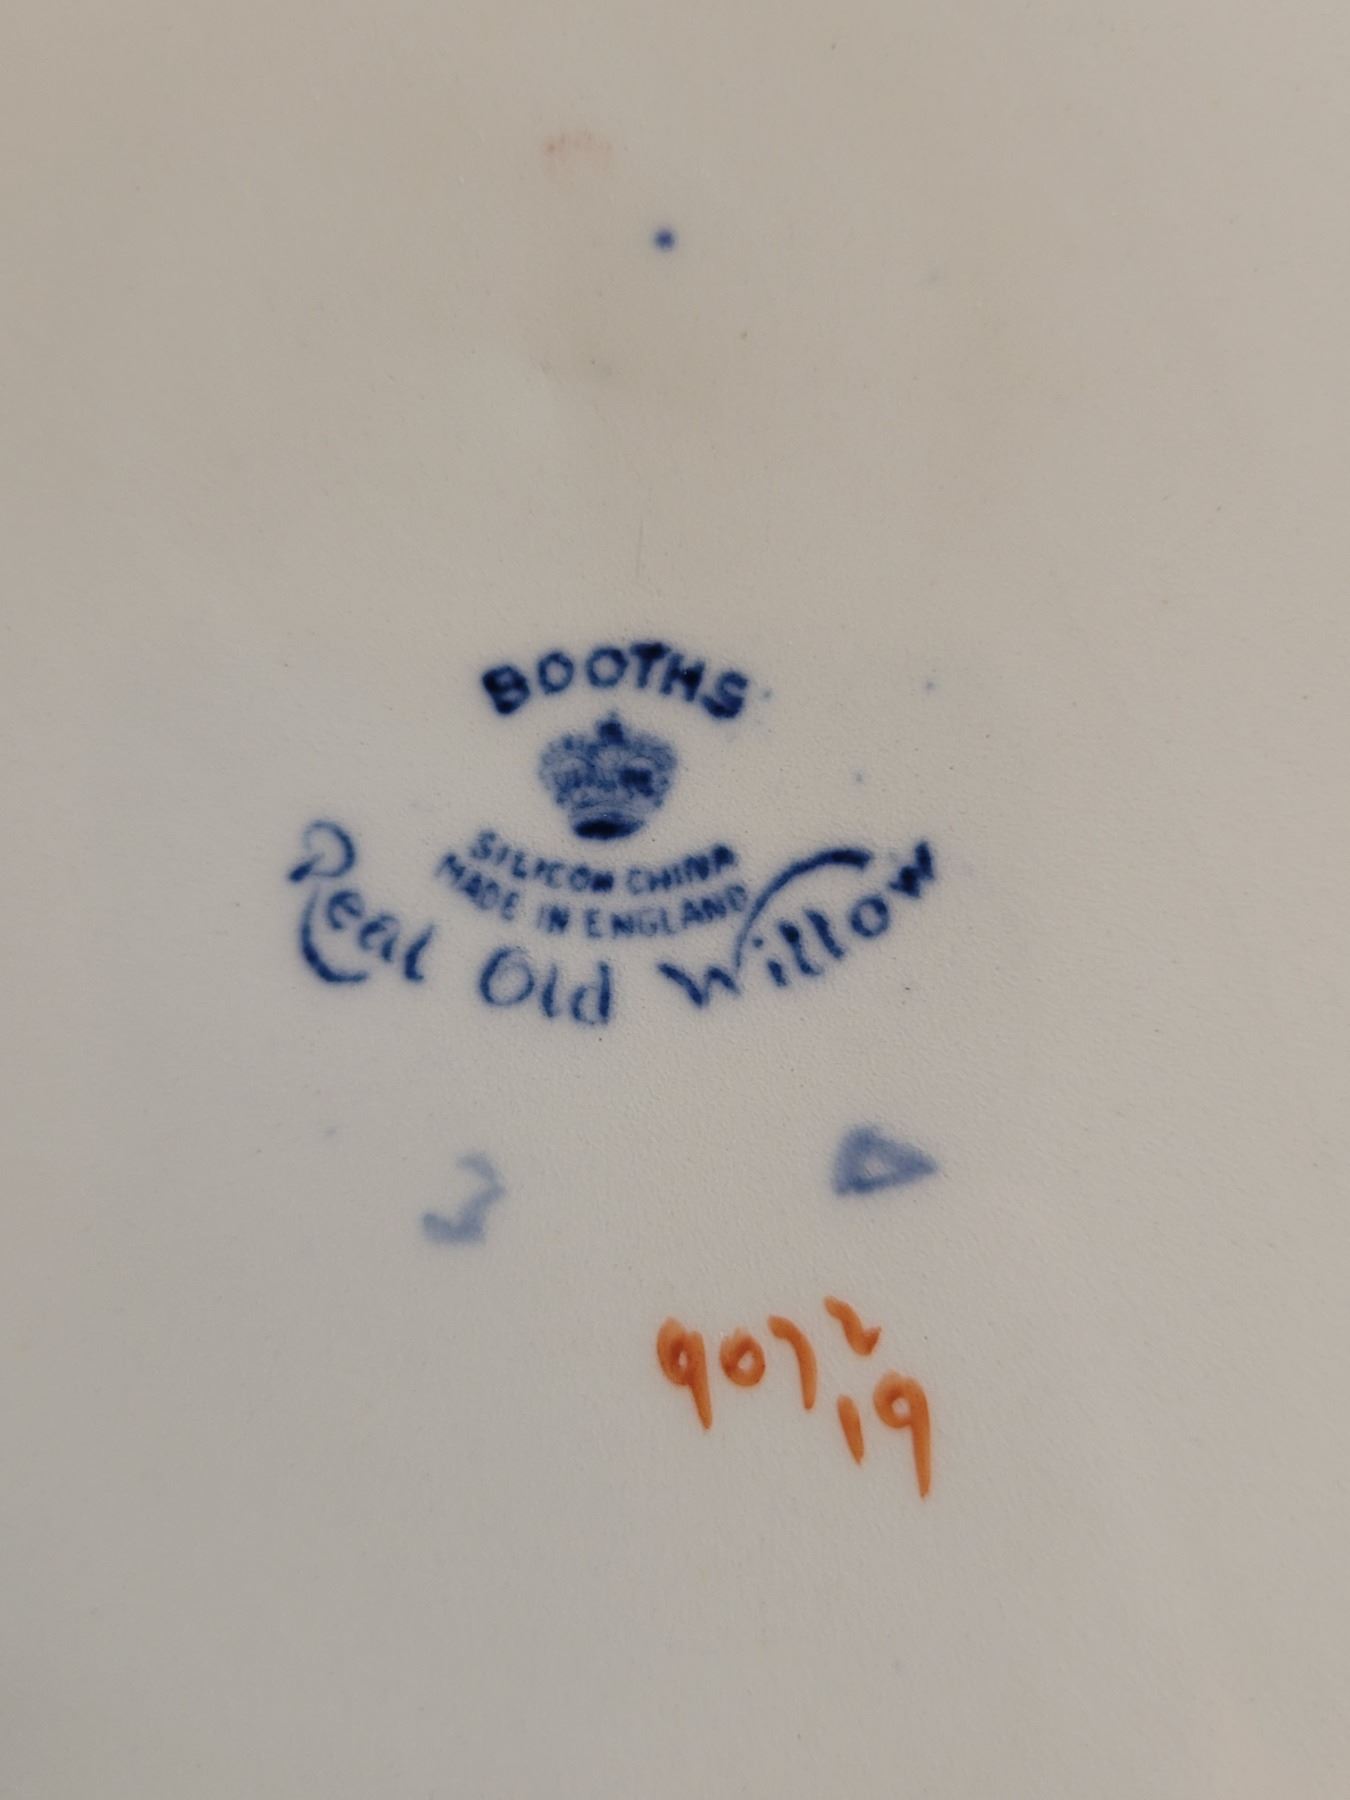 BOOTHS
SILICON CHINA
MADE IN ENGLAND
Real Old Willow
9072
19